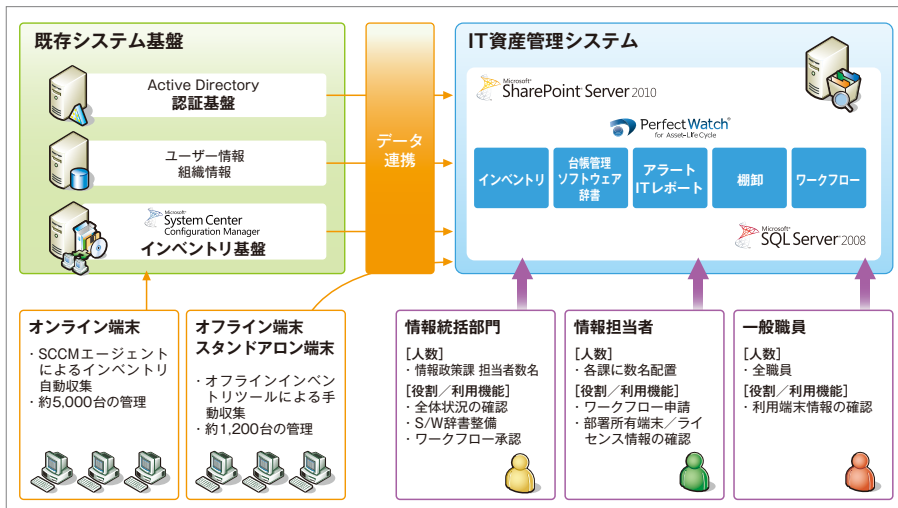 既存システム基盤
Active Directory
認証基盤
ユーザー情報
組織情報
Microsoft®
System Center
Configuration Manager
インベントリ基盤
データ
連携
IT資産管理システム
Microsoft®
SharePoint® Server 2010
PerfectWatch®
for Asset-Life Cycle
インベントリ
台帳管理
ソフトウェア
辞書
アラート
ITレポート
棚卸
ワークフロー
Microsoft®
SQL Server® 2008
オンライン端末
・SCCMエージェント
によるインベントリ
自動収集
・約5,000台の管理
オフライン端末
スタンドアロン端末
・オフラインインベン
トリツールによる手
動収集
・約1,200台の管理
情報統括部門
[人数]
・情報政策課 担当者数名
[役割／利用機能]
・全体状況の確認
・S/W辞書整備
・ワークフロー承認
情報担当者
[人数]
・各課に数名配置
[役割／利用機能]
・ワークフロー申請
・部署所有端末／ライ
センス情報の確認
一般職員
[人数]
・全職員
[役割／利用機能]
・利用端末情報の確認